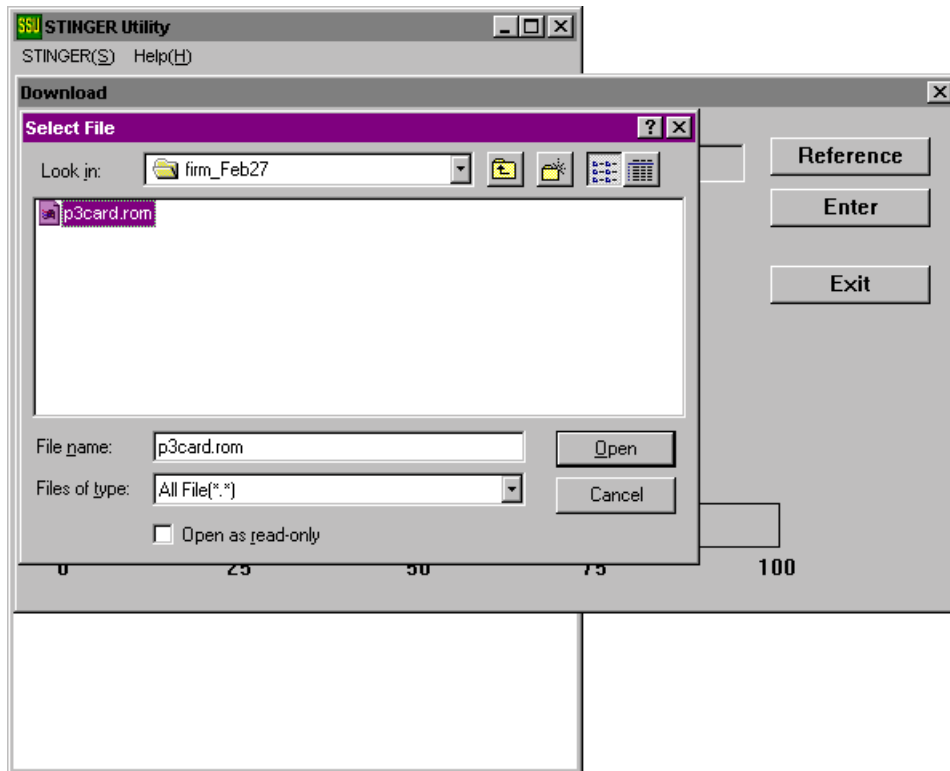 SSU STINGER Utility
STINGER(S) Help(H)
Download
Select File
Look in: firm_Feb27
Reference
p3card.rom
Enter
Exit
File name: p3card.rom
Open
Files of type: All File(*.*)
Cancel
Open as read-only
0 25 50 75 100